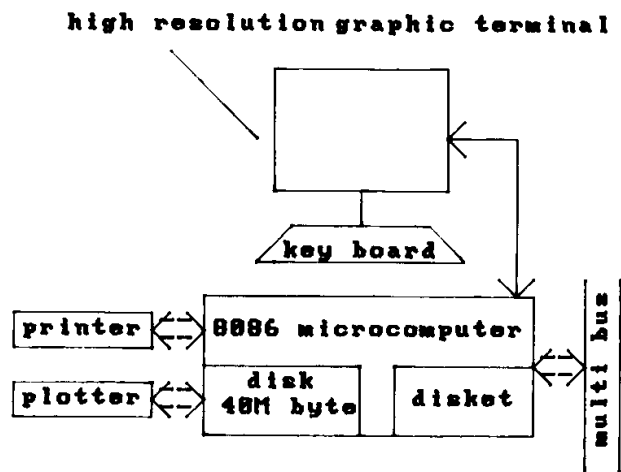 high resolution graphic terminal
key board
printer
8086 microcomputer
plotter
disk
40M byte
disket
multi bus